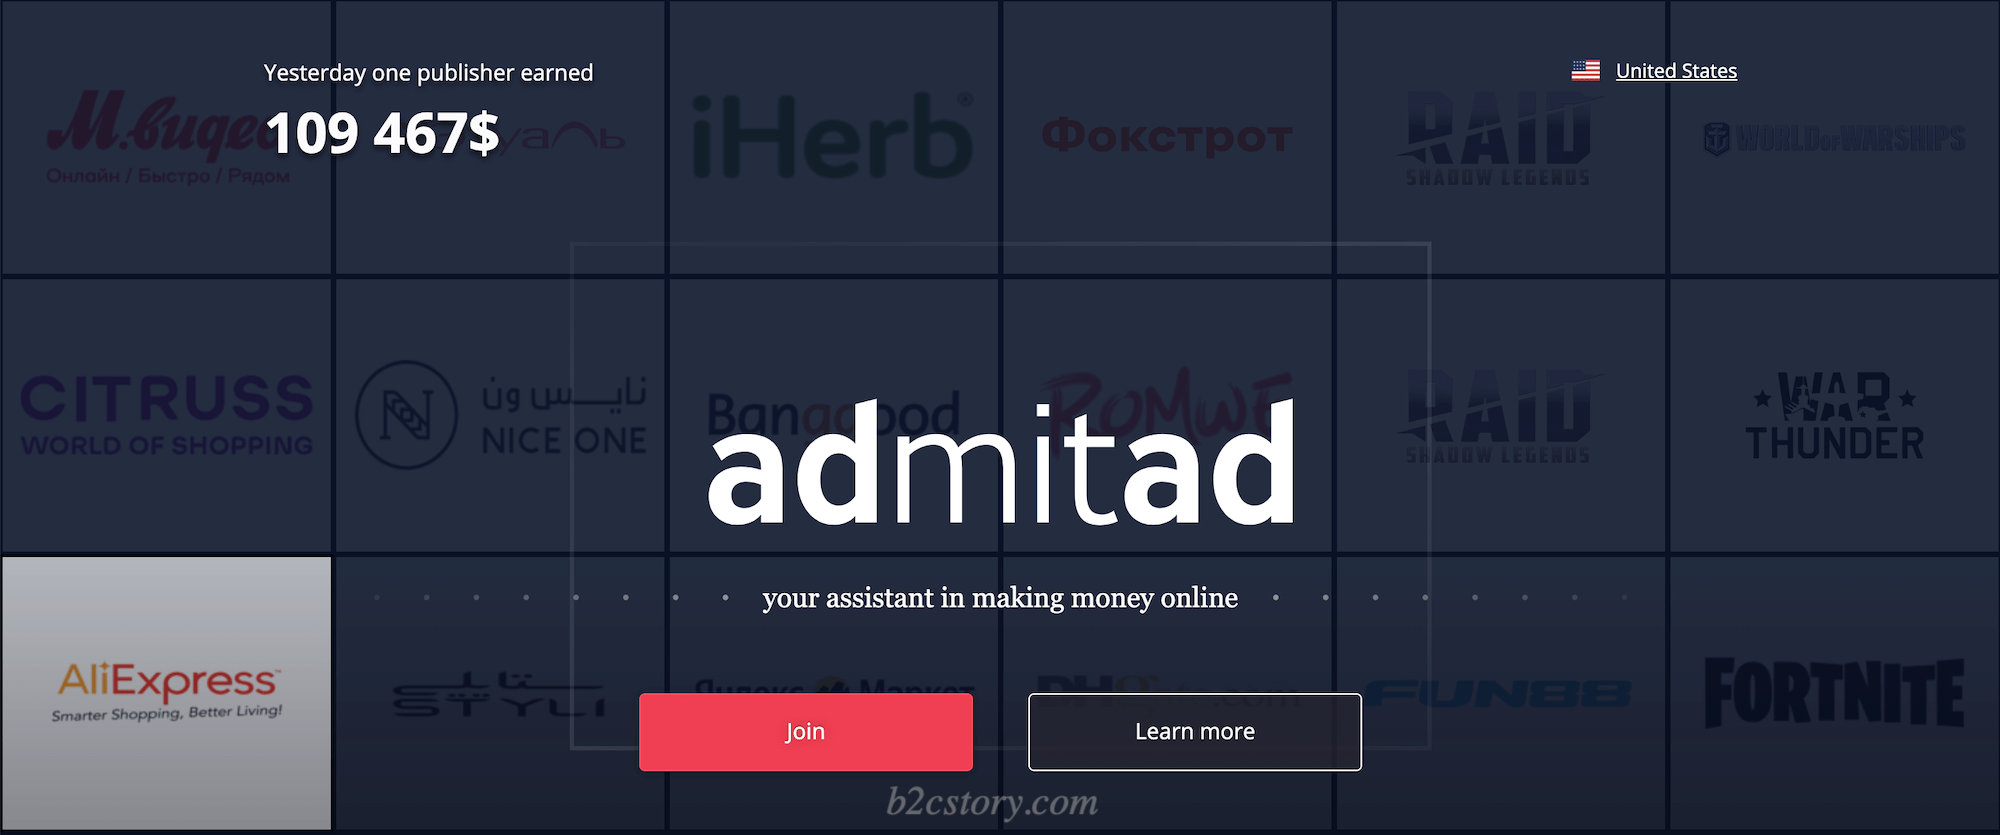 Yesterday one publisher earned
109 467$
United States
М.видео
Онлайн / Быстро / Рядом
iHerb®
Фокстрот
RAID
SHADOW LEGENDS
WORLD OF WARSHIPS
CITRUSS
WORLD OF SHOPPING
نايس ون
NICE ONE
Banggood
ROMWE
RAID
SHADOW LEGENDS
WAR
THUNDER
admitad
your assistant in making money online
AliExpress™
Smarter Shopping, Better Living!
ستايلي
STYLI
Яндекс Маркет
FUN88
FORTNITE
Join
Learn more
b2cstory.com